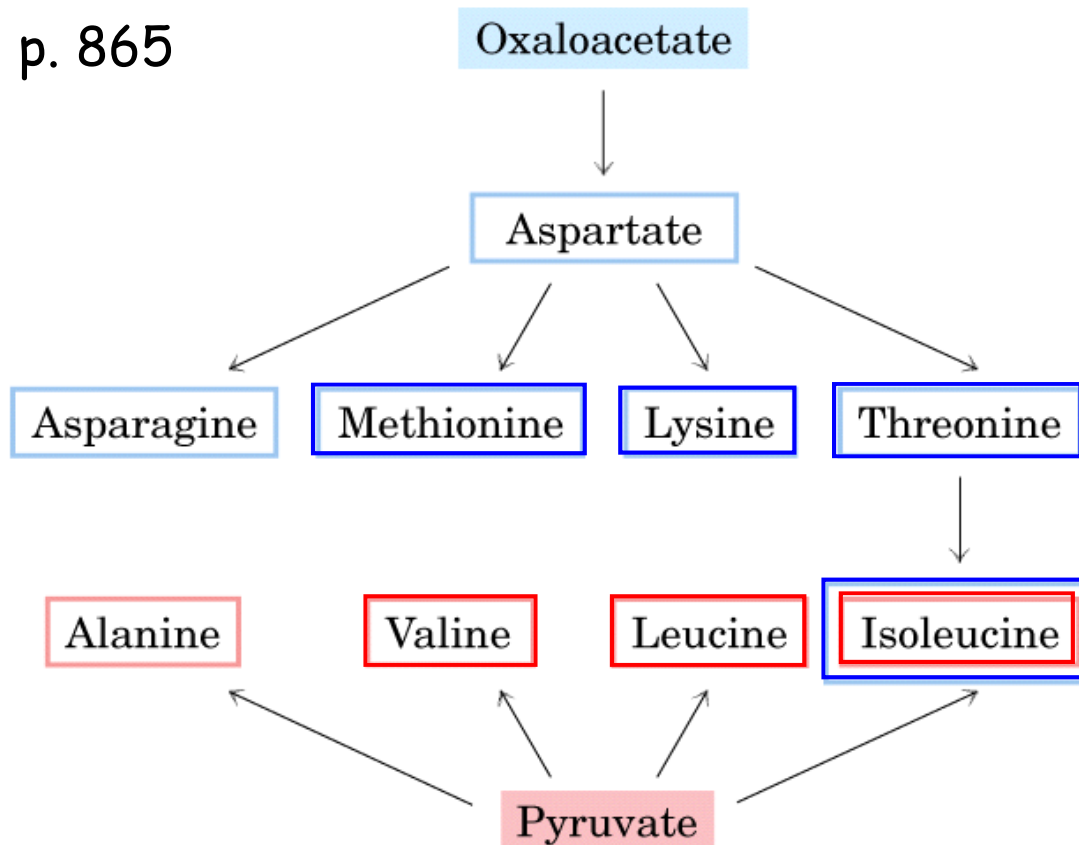 p. 865
Oxaloacetate
Aspartate
Asparagine Methionine Lysine Threonine
Alanine Valine Leucine Isoleucine
Pyruvate